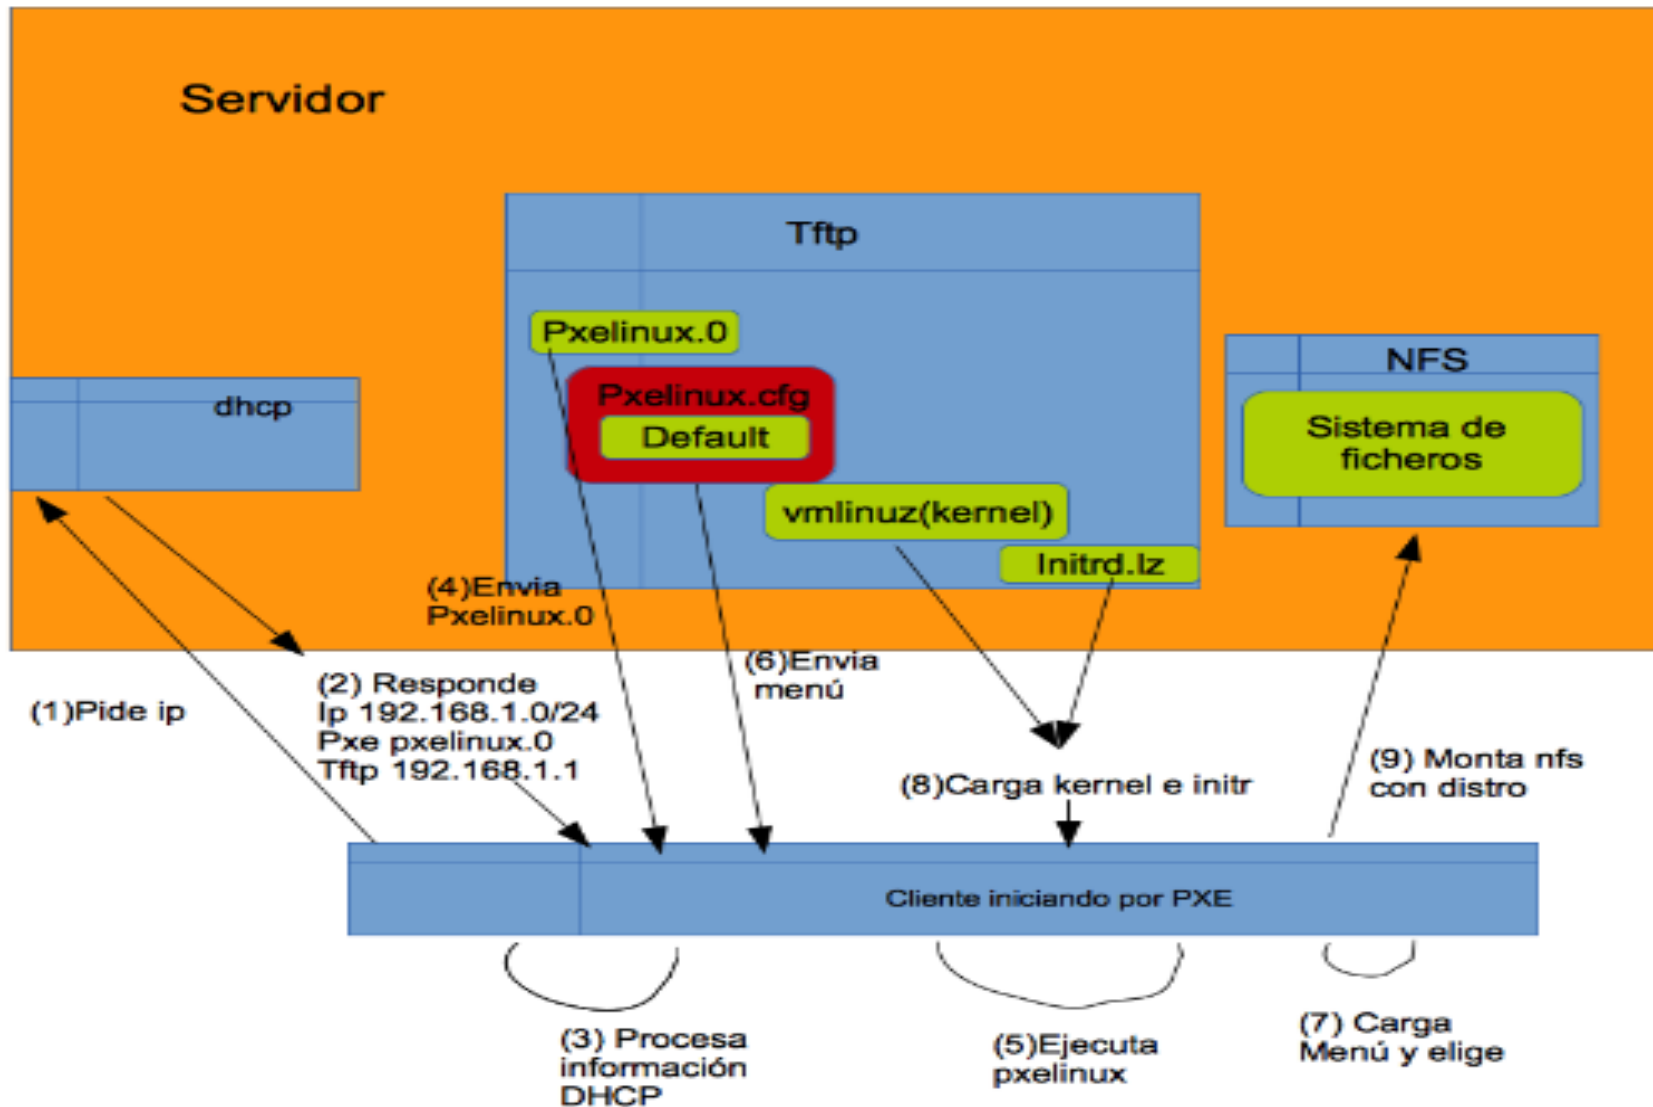 Servidor
Tftp
Pxelinux.0
Pxelinux.cfg
Default
vmlinuz(kernel)
Initrd.lz
NFS
Sistema de
ficheros
dhcp
(4)Envia
Pxelinux.0
(6)Envia
menú
(1)Pide ip
(2) Responde
Ip 192.168.1.0/24
Pxe pxelinux.0
Tftp 192.168.1.1
(8)Carga kernel e initr
(9) Monta nfs
con distro
Cliente iniciando por PXE
(3) Procesa
información
DHCP
(5)Ejecuta
pxelinux
(7) Carga
Menú y elige